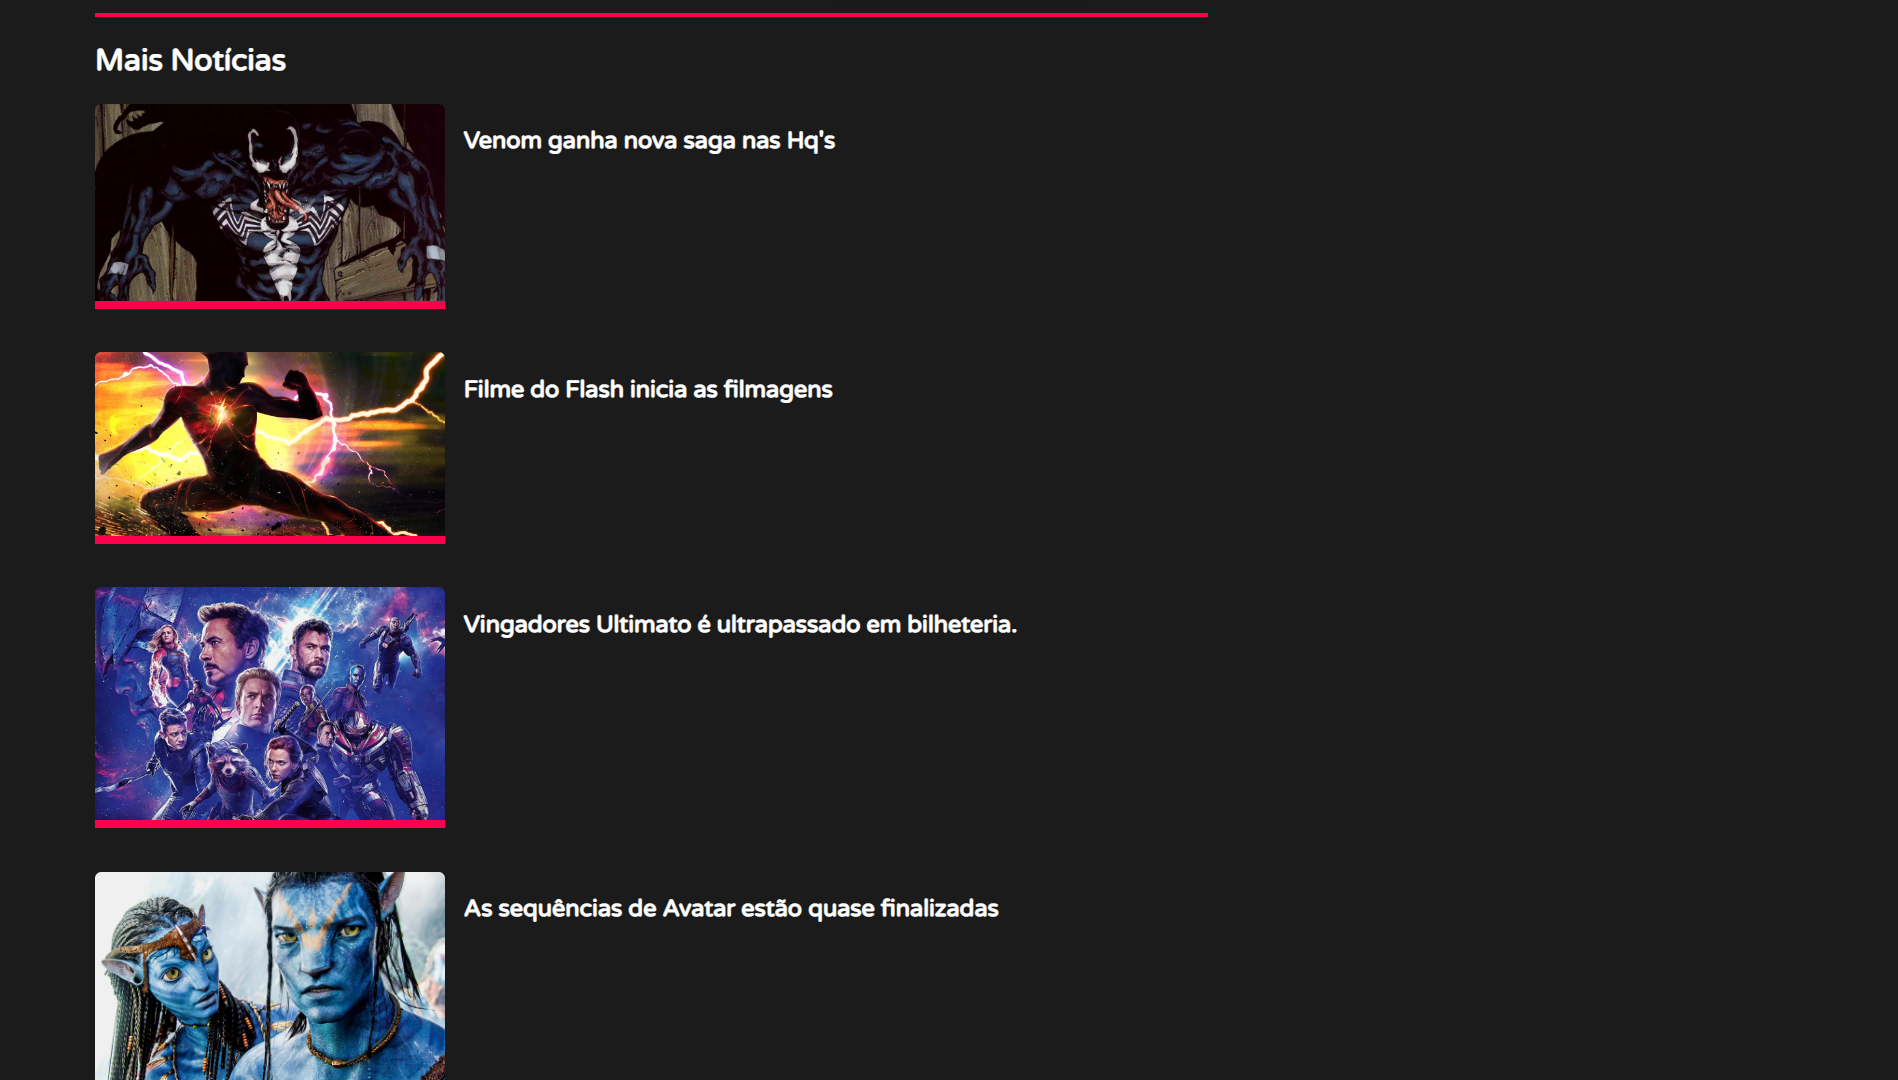 Mais Notícias
Venom ganha nova saga nas Hq's
Filme do Flash inicia as filmagens
Vingadores Ultimato é ultrapassado em bilheteria.
As sequências de Avatar estão quase finalizadas